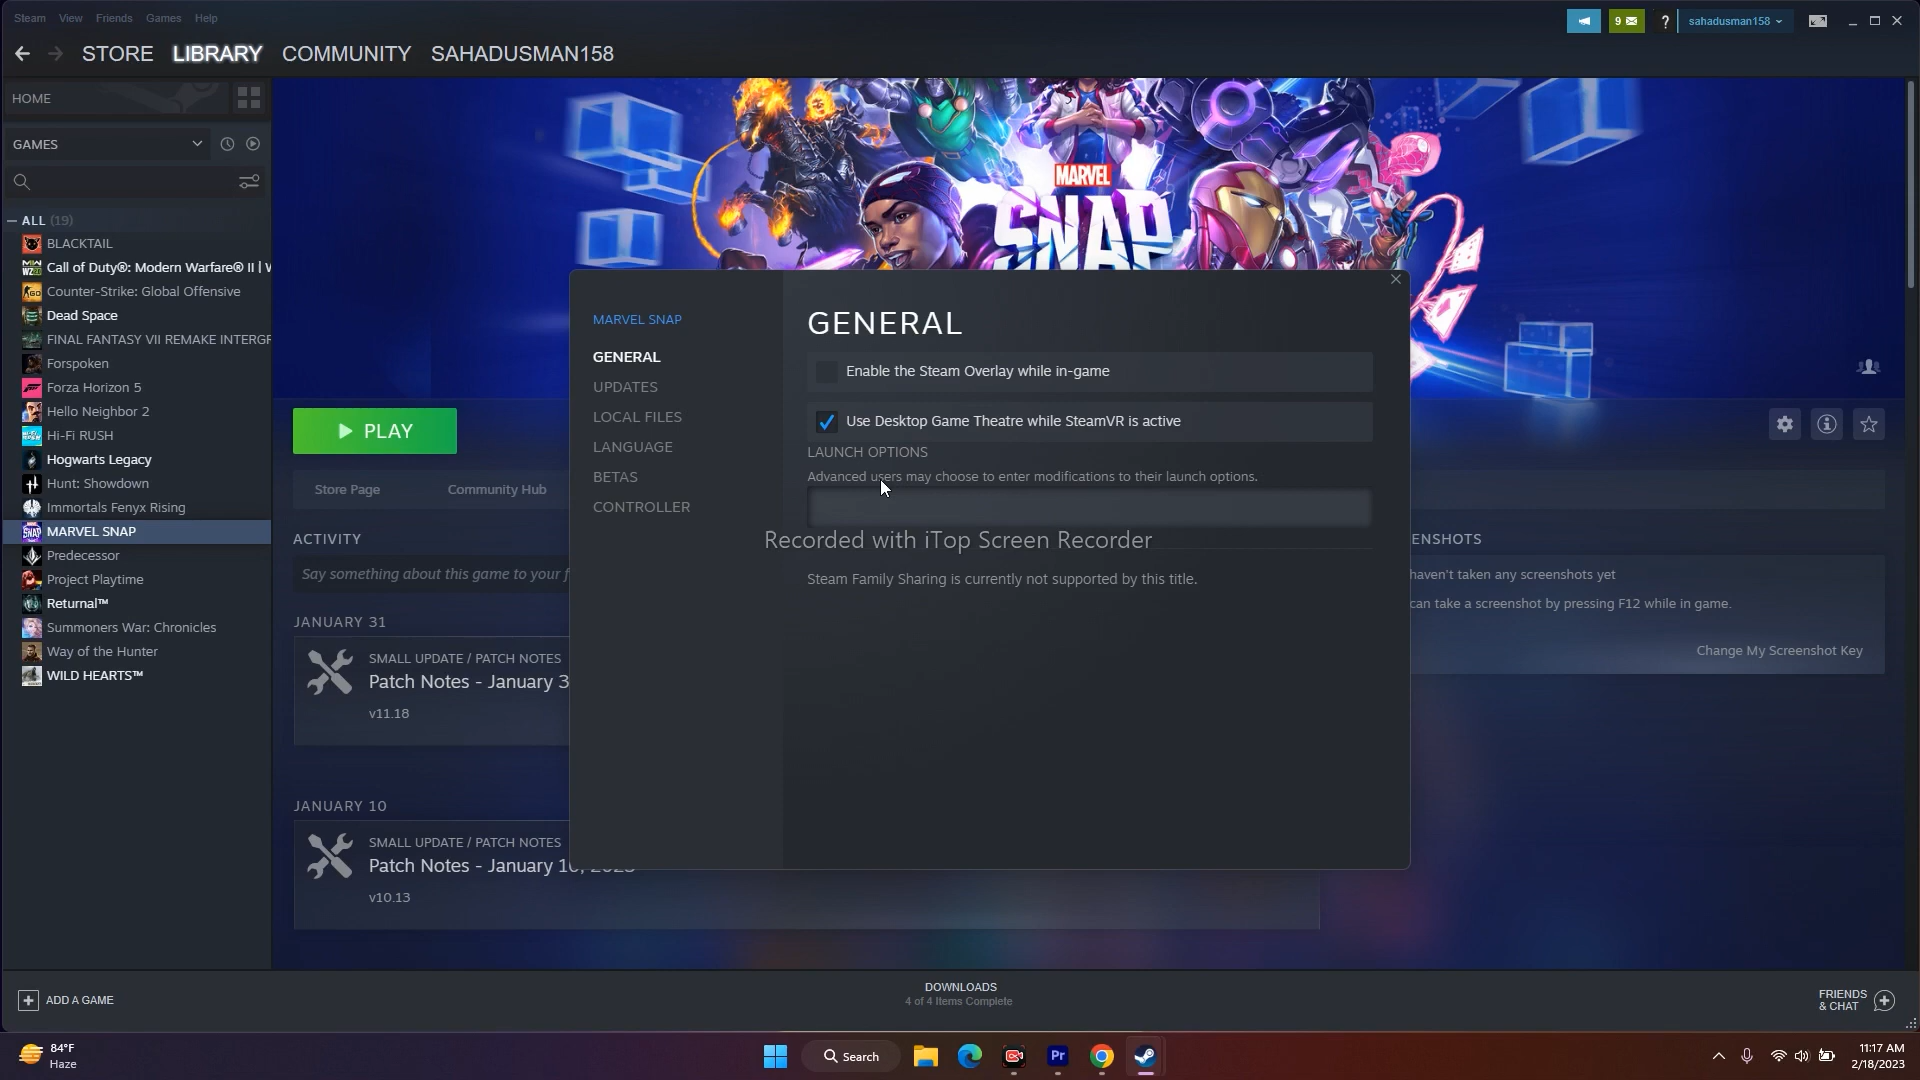 Steam View Friends Games Help
9
?
sahadusman158
STORE LIBRARY COMMUNITY SAHADUSMAN158
HOME
GAMES
ALL (19)
BLACKTAIL
Call of Duty®: Modern Warfare® II | W
Counter-Strike: Global Offensive
Dead Space
FINAL FANTASY VII REMAKE INTERGR
Forspoken
Forza Horizon 5
Hello Neighbor 2
Hi-Fi RUSH
Hogwarts Legacy
Hunt: Showdown
Immortals Fenyx Rising
MARVEL SNAP
Predecessor
Project Playtime
Returnal™
Summoners War: Chronicles
Way of the Hunter
WILD HEARTS™
MARVEL
SNAP
PLAY
Store Page
Community Hub
ACTIVITY
Say something about this game to your f
JANUARY 31
SMALL UPDATE / PATCH NOTES
Patch Notes - January 3
v11.18
JANUARY 10
SMALL UPDATE / PATCH NOTES
Patch Notes - January 10, 2023
v10.13
MARVEL SNAP
GENERAL
UPDATES
LOCAL FILES
LANGUAGE
BETAS
CONTROLLER
GENERAL
Enable the Steam Overlay while in-game
Use Desktop Game Theatre while SteamVR is active
LAUNCH OPTIONS
Advanced users may choose to enter modifications to their launch options.
Recorded with iTop Screen Recorder
Steam Family Sharing is currently not supported by this title.
ENSHOTS
haven't taken any screenshots yet
can take a screenshot by pressing F12 while in game.
Change My Screenshot Key
ADD A GAME
DOWNLOADS
4 of 4 Items Complete
FRIENDS
& CHAT
84°F
Haze
Search
Pr
11:17 AM
2/18/2023